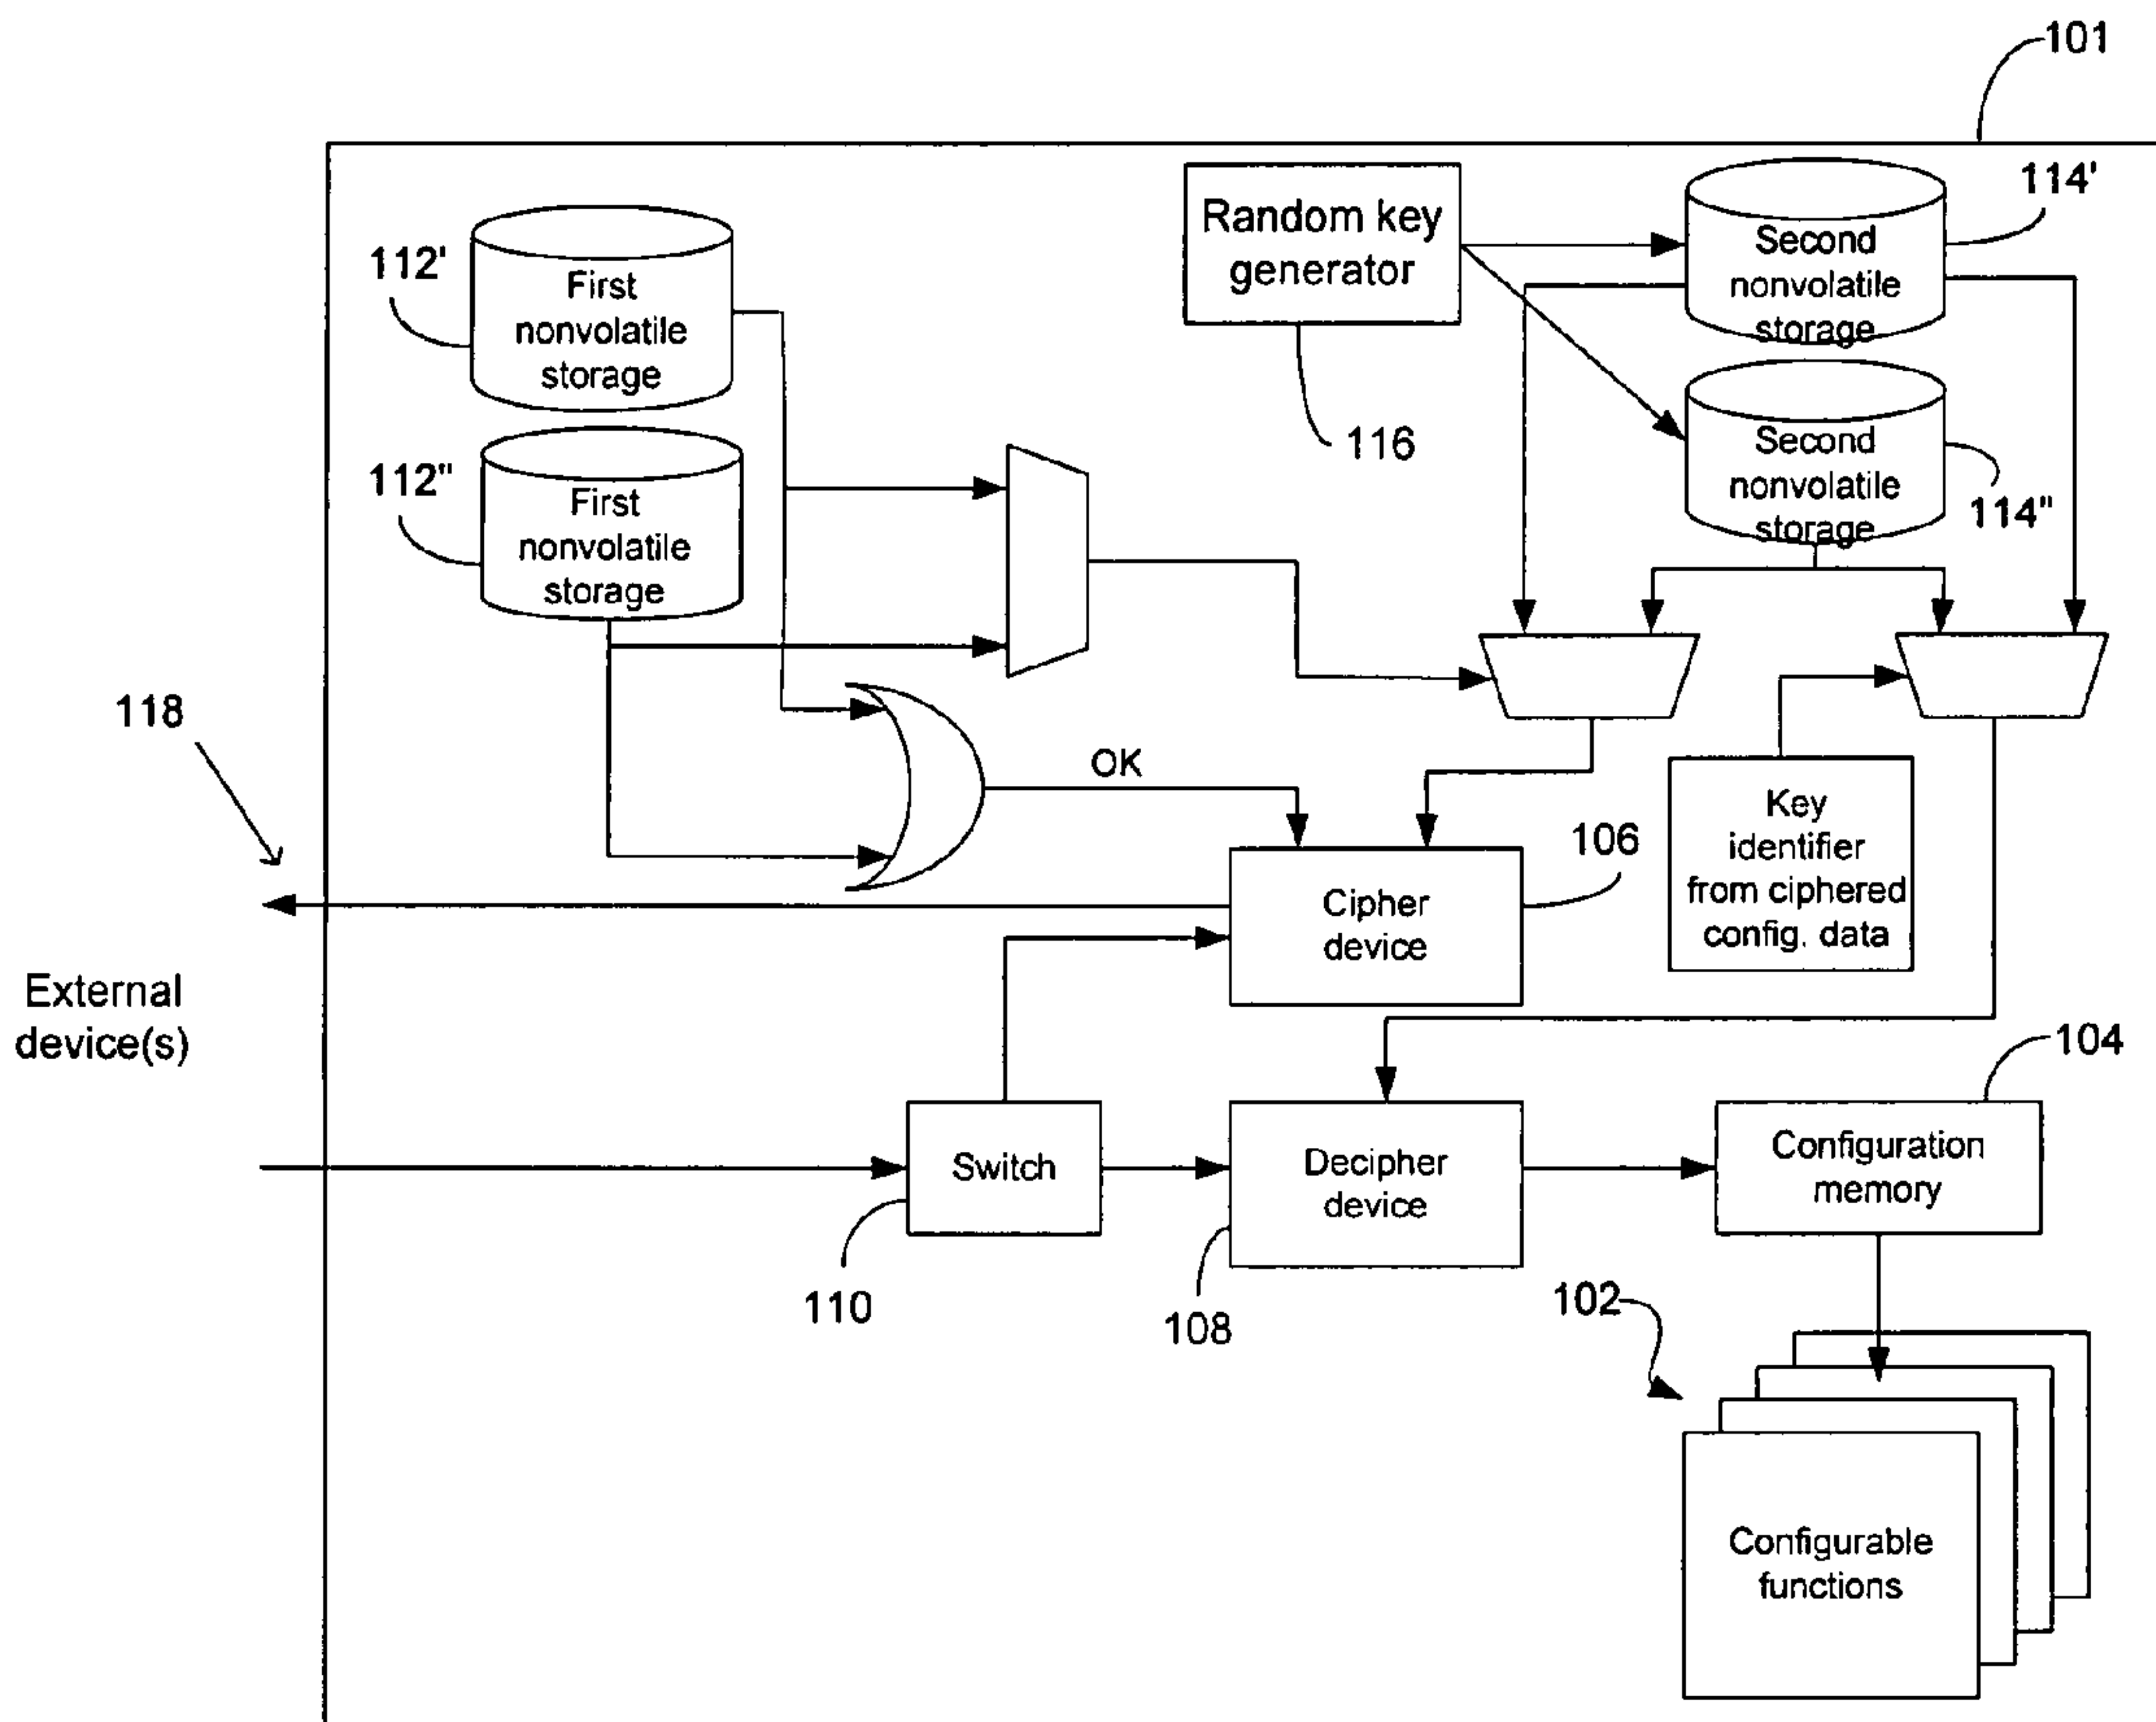 101
Random key
generator
116
114'
Second
nonvolatile
storage
Second
nonvolatile
storage
114"
112'
First
nonvolatile
storage
112"
First
nonvolatile
storage
118
OK
Key
identifier
from ciphered
config. data
106
Cipher
device
External
device(s)
104
Switch
110
Decipher
device
108
Configuration
memory
102
Configurable
functions